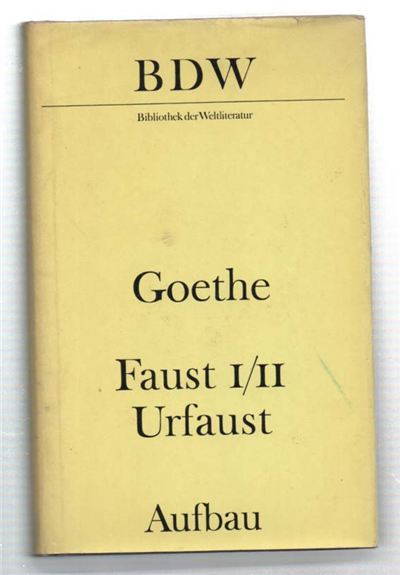 BDW
Bibliothek der Weltliteratur
Goethe
Faust I/II
Urfaust
Aufbau